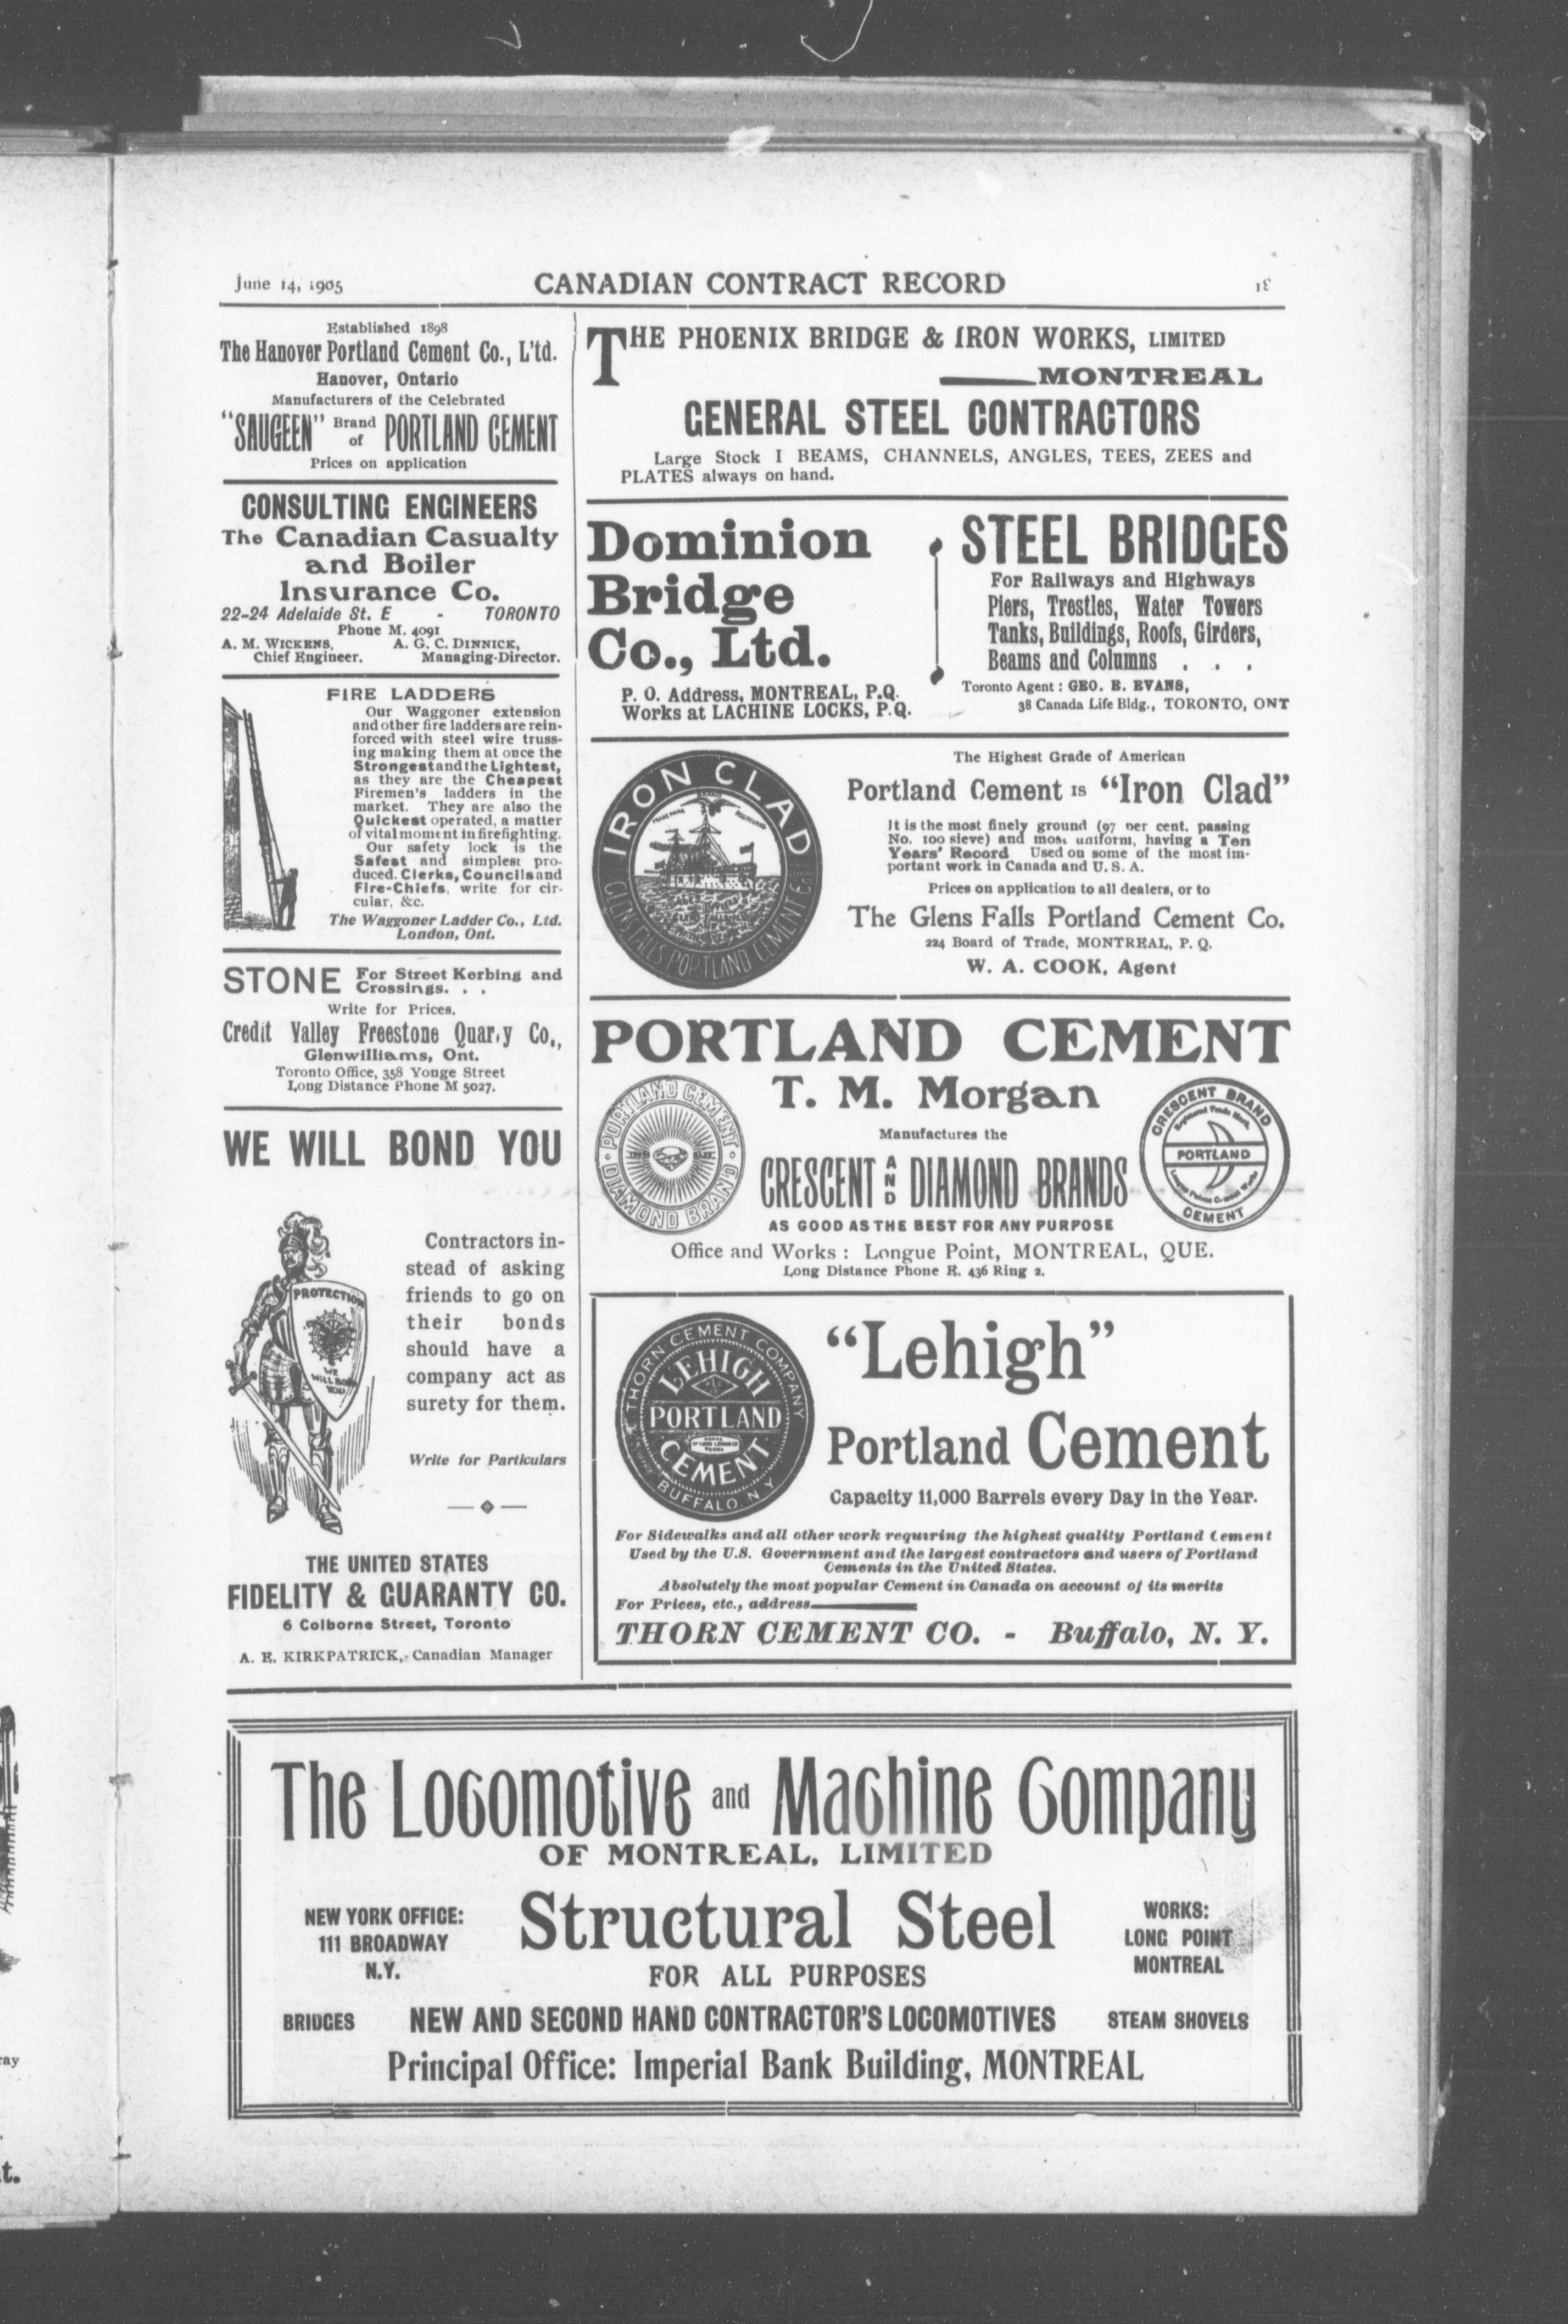 June 14, 1905
CANADIAN CONTRACT RECORD
Established 1898
The Hanover Portland Cement Co., L'td.
Hanover, Ontario
Manufacturers of the Celebrated
"SAUGEEN" Brand of PORTLAND CEMENT
Prices on application
CONSULTING ENGINEERS
The Canadian Casualty
and Boiler
Insurance Co.
22-24 Adelaide St. E - TORONTO
Phone M. 4091
A. M. WICKENS, A. G. C. DINNICK,
Chief Engineer. Managing-Director.
FIRE LADDERS
Our Waggoner extension
and other fire ladders are rein-
forced with steel wire truss-
ing making them at once the
Strongest and the Lightest,
as they are the Cheapest
Firemen's ladders in the
market. They are also the
Quickest operated, a matter
of vital moment in firefighting.
Our safety lock is the
Safest and simplest pro-
duced. Clerks, Councils and
Fire-Chiefs, write for cir-
cular, &c.
The Waggoner Ladder Co., Ltd.
London, Ont.
STONE For Street Kerbing and
Crossings. . .
Write for Prices.
Credit Valley Freestone Quarry Co.,
Glenwilliams, Ont.
Toronto Office, 358 Yonge Street
Long Distance Phone M 5027.
WE WILL BOND YOU
PROTECTION
WE
WILL BOND
YOU
Contractors in-
stead of asking
friends to go on
their bonds
should have a
company act as
surety for them.
Write for Particulars
THE UNITED STATES
FIDELITY & GUARANTY CO.
6 Colborne Street, Toronto
A. E. KIRKPATRICK, Canadian Manager
THE PHOENIX BRIDGE & IRON WORKS, LIMITED
MONTREAL
GENERAL STEEL CONTRACTORS
Large Stock I BEAMS, CHANNELS, ANGLES, TEES, ZEES and
PLATES always on hand.
Dominion
Bridge
Co., Ltd.
P. O. Address, MONTREAL, P.Q.
Works at LACHINE LOCKS, P.Q.
STEEL BRIDGES
For Railways and Highways
Piers, Trestles, Water Towers
Tanks, Buildings, Roofs, Girders,
Beams and Columns . . .
Toronto Agent: GEO. E. EVANS,
38 Canada Life Bldg., TORONTO, ONT
IRON CLAD
TRADE MARK REGISTERED
GLENS FALLS PORTLAND CEMENT
The Highest Grade of American
Portland Cement IS "Iron Clad"
It is the most finely ground (97 per cent. passing
No. 100 sieve) and most uniform, having a Ten
Years' Record Used on some of the most im-
portant work in Canada and U. S. A.
Prices on application to all dealers, or to
The Glens Falls Portland Cement Co.
224 Board of Trade, MONTREAL, P. Q.
W. A. COOK, Agent
PORTLAND CEMENT
T. M. Morgan
Manufactures the
CRESCENT AND DIAMOND BRANDS
AS GOOD AS THE BEST FOR ANY PURPOSE
Office and Works: Longue Point, MONTREAL, QUE.
Long Distance Phone E. 436 Ring 2.
PORTLAND CEMENT
DIAMOND BRAND
CRESCENT BRAND
Registered Trade Mark.
PORTLAND
CEMENT
THORN CEMENT COMPANY
LEHIGH
PORTLAND
CEMENT
BUFFALO N Y
"Lehigh"
Portland Cement
Capacity 11,000 Barrels every Day in the Year.
For Sidewalks and all other work requiring the highest quality Portland Cement
Used by the U.S. Government and the largest contractors and users of Portland
Cements in the United States.
Absolutely the most popular Cement in Canada on account of its merits
For Prices, etc., address
THORN CEMENT CO. - Buffalo, N. Y.
The Locomotive and Machine Company
OF MONTREAL, LIMITED
NEW YORK OFFICE:
111 BROADWAY
N.Y.
Structural Steel
FOR ALL PURPOSES
WORKS:
LONG POINT
MONTREAL
BRIDGES NEW AND SECOND HAND CONTRACTOR'S LOCOMOTIVES STEAM SHOVELS
Principal Office: Imperial Bank Building, MONTREAL
ray
t.